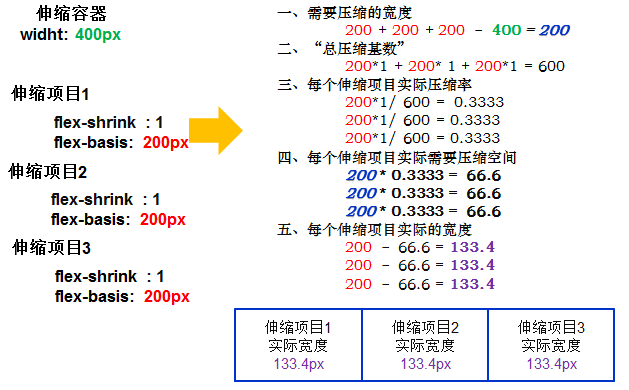 伸缩容器
widht: 400px
伸缩项目1
flex-shrink : 1
flex-basis: 200px
伸缩项目2
flex-shrink : 1
flex-basis: 200px
伸缩项目3
flex-shrink : 1
flex-basis: 200px
一、需要压缩的宽度
200 + 200 + 200 - 400 = 200
二、“总压缩基数”
200*1 + 200* 1 + 200*1 = 600
三、每个伸缩项目实际压缩率
200*1/ 600 = 0.3333
200*1/ 600 = 0.3333
200*1/ 600 = 0.3333
四、每个伸缩项目实际需要压缩空间
200 * 0.3333 = 66.6
200 * 0.3333 = 66.6
200 * 0.3333 = 66.6
五、每个伸缩项目实际的宽度
200 - 66.6 = 133.4
200 - 66.6 = 133.4
200 - 66.6 = 133.4
伸缩项目1
实际宽度
133.4px
伸缩项目2
实际宽度
133.4px
伸缩项目3
实际宽度
133.4px